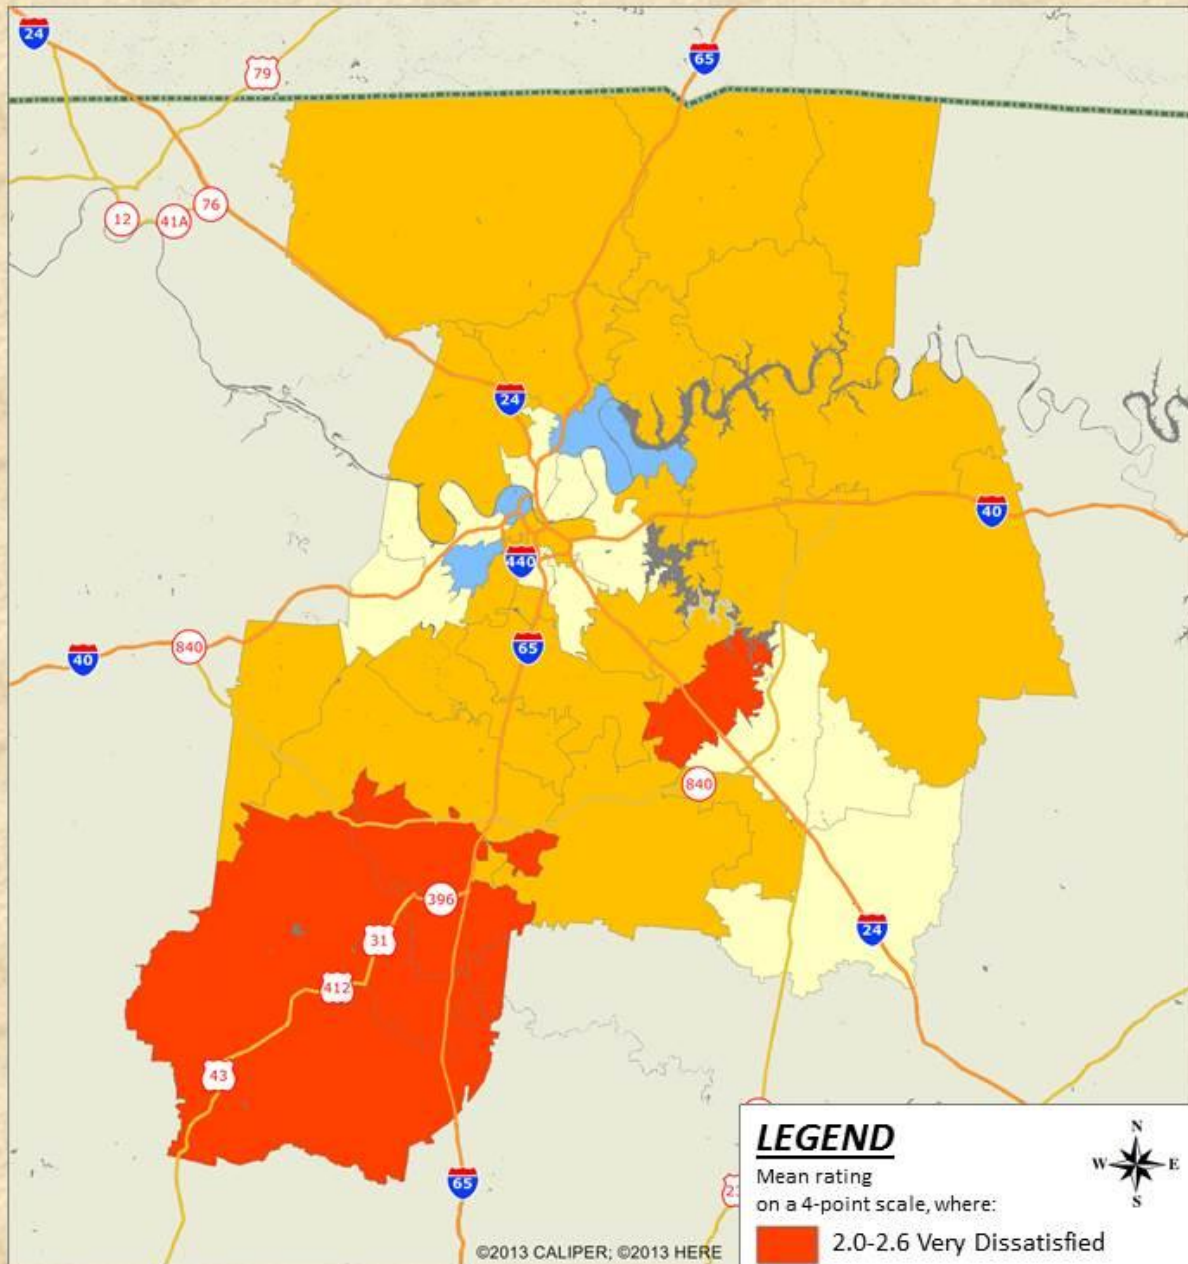 24
79
65
12
41A
76
24
40
440
65
840
40
840
396
31
24
412
43
65
LEGEND
Mean rating
on a 4-point scale, where:
2.0-2.6 Very Dissatisfied
N
W
E
S
©2013 CALIPER; ©2013 HERE